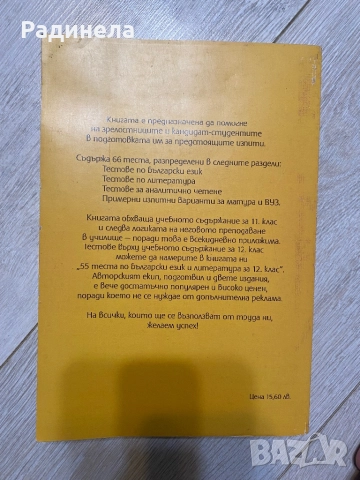 Радинела
Книгата е предназначена да помогне
на зрелостниците и кандидат-студентите
в подготовката им за предстоящите изпити.
Съдържа 66 теста, разпределени в следните раздели:
Тестове по български език
Тестове по литература
Тестове за аналитично четене
Примерни изпитни варианти за матура и ВУЗ.
Книгата обхваща учебното съдържание за 11. клас
и следва логиката на неговото преподаване
в училище – поради това е всекидневно приложима.
Тестове върху учебното съдържание за 12. клас
можете да намерите в книгата ни
„55 теста по български език и литература за 12. клас“.
Авторският екип, подготвил и двете издания,
е вече достатъчно популярен и високо ценен,
поради което не се нуждае от допълнителна реклама.
На всички, които ще се възползват от труда ни,
желаем успех!
Цена 15,60 лв.
BAZAR